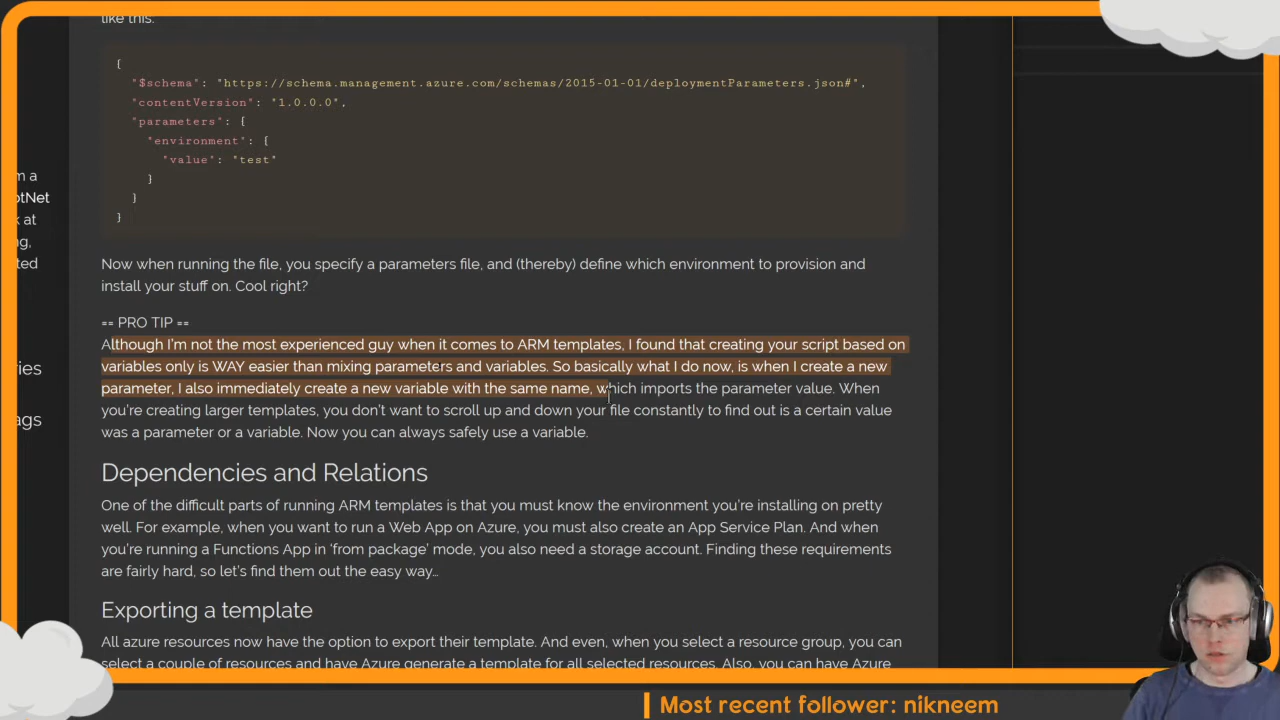 like this.
{
"$schema": "https://schema.management.azure.com/schemas/2015-01-01/deploymentParameters.json#",
"contentVersion": "1.0.0.0",
"parameters": {
"environment": {
"value": "test"
}
}
}
m a
otNet
k at
ng,
ted
ries
ags
Now when running the file, you specify a parameters file, and (thereby) define which environment to provision and
install your stuff on. Cool right?
== PRO TIP ==
Although I'm not the most experienced guy when it comes to ARM templates, I found that creating your script based on
variables only is WAY easier than mixing parameters and variables. So basically what I do now, is when I create a new
parameter, I also immediately create a new variable with the same name, which imports the parameter value. When
you're creating larger templates, you don't want to scroll up and down your file constantly to find out is a certain value
was a parameter or a variable. Now you can always safely use a variable.
Dependencies and Relations
One of the difficult parts of running ARM templates is that you must know the environment you're installing on pretty
well. For example, when you want to run a Web App on Azure, you must also create an App Service Plan. And when
you're running a Functions App in 'from package' mode, you also need a storage account. Finding these requirements
are fairly hard, so let's find them out the easy way…
Exporting a template
All azure resources now have the option to export their template. And even, when you select a resource group, you can
select a couple of resources and have Azure generate a template for all selected resources. Also, you can have Azure
Most recent follower: nikneem